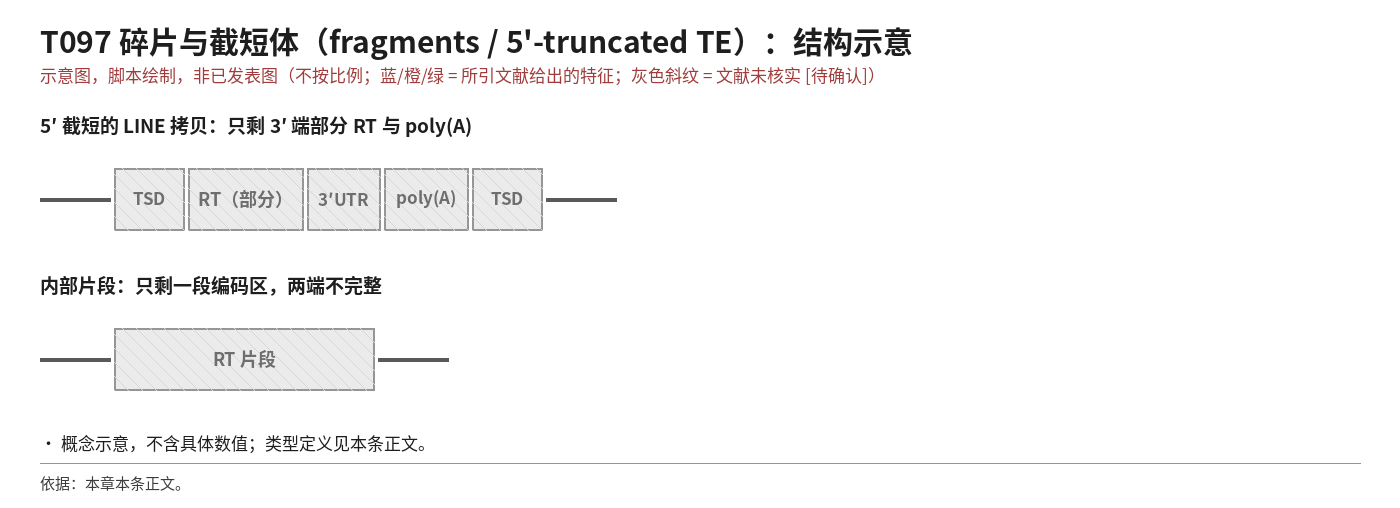 T097 碎片与截短体（fragments / 5'-truncated TE）：结构示意
示意图，脚本绘制，非已发表图（不按比例；蓝/橙/绿 = 所引文献给出的特征；灰色斜纹 = 文献未核实 [待确认]）
5′ 截短的 LINE 拷贝：只剩 3′ 端部分 RT 与 poly(A)
TSD RT（部分） 3′UTR poly(A) TSD
内部片段：只剩一段编码区，两端不完整
RT 片段
・ 概念示意，不含具体数值；类型定义见本条正文。
依据：本章本条正文。